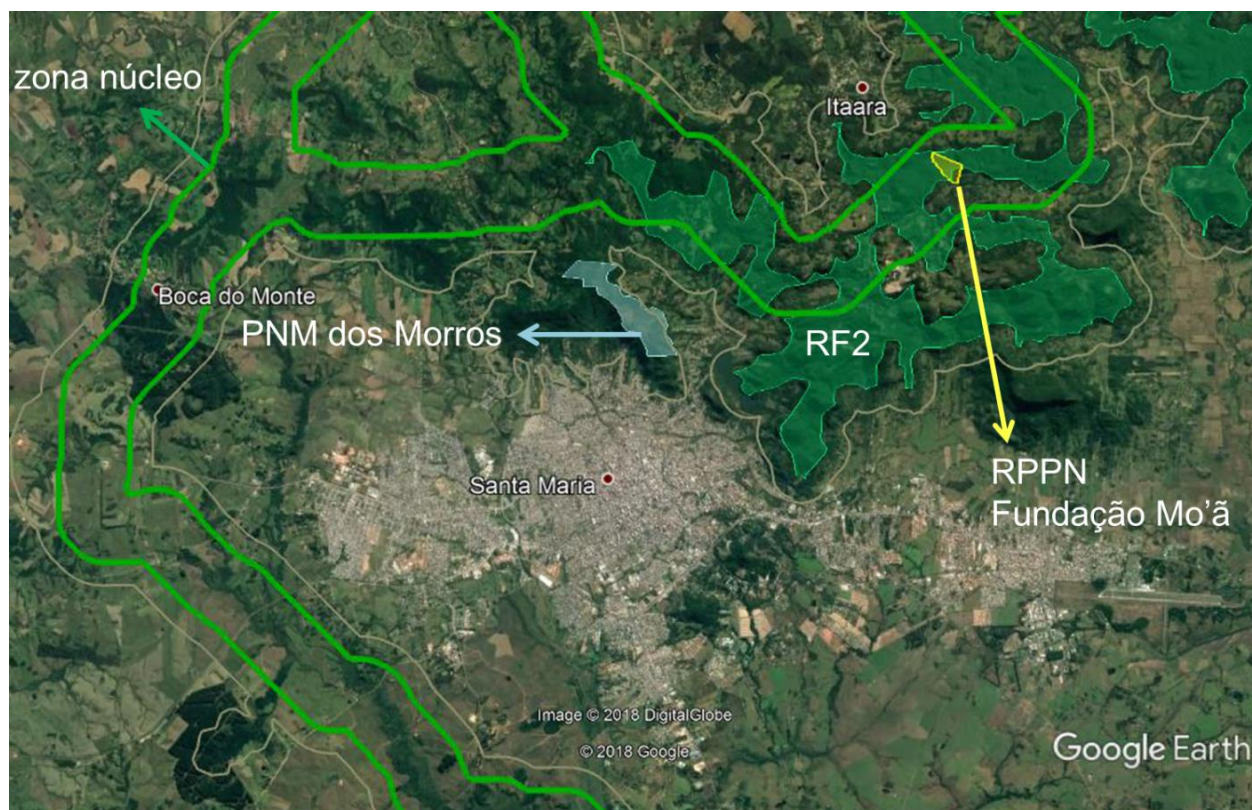 zona núcleo
Itaara
Boca do Monte
PNM dos Morros
RF2
Santa Maria
RPPN
Fundação Mo'ã
Image © 2018 DigitalGlobe
© 2018 Google
Google Earth